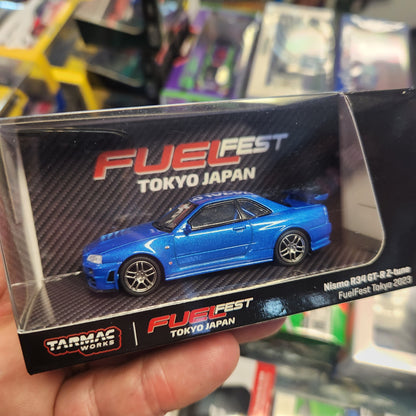 FUELFEST
TOKYO JAPAN
Nismo R34 GT-R Z-tune
FuelFest Tokyo 2023
TARMAC
WORKS
FUELFEST
TOKYO JAPAN